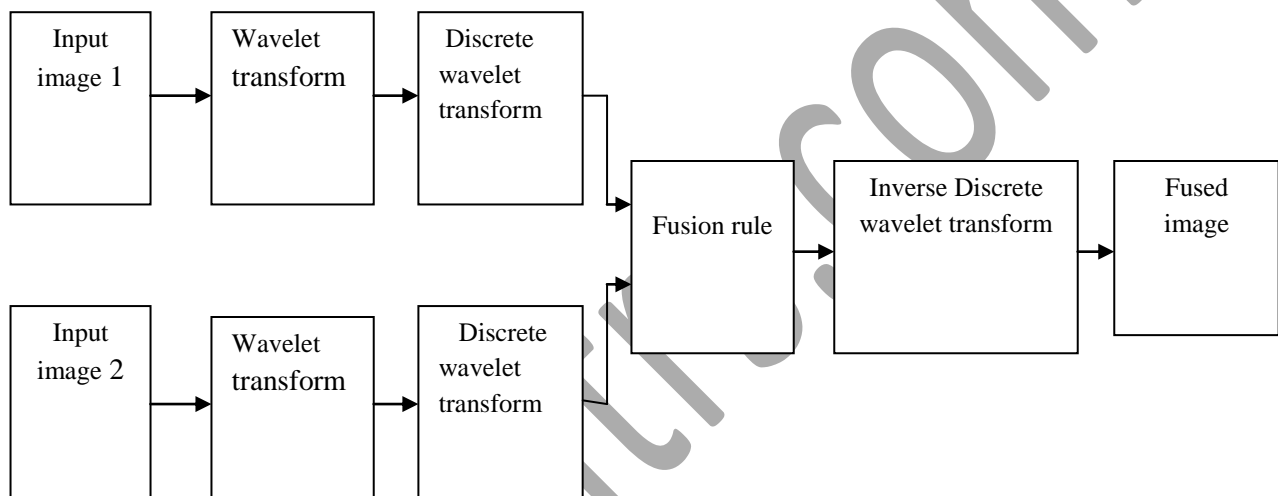 Input
image 1
Wavelet
transform
Discrete
wavelet
transform
Fusion rule
Inverse Discrete
wavelet transform
Fused
image
Input
image 2
Wavelet
transform
Discrete
wavelet
transform